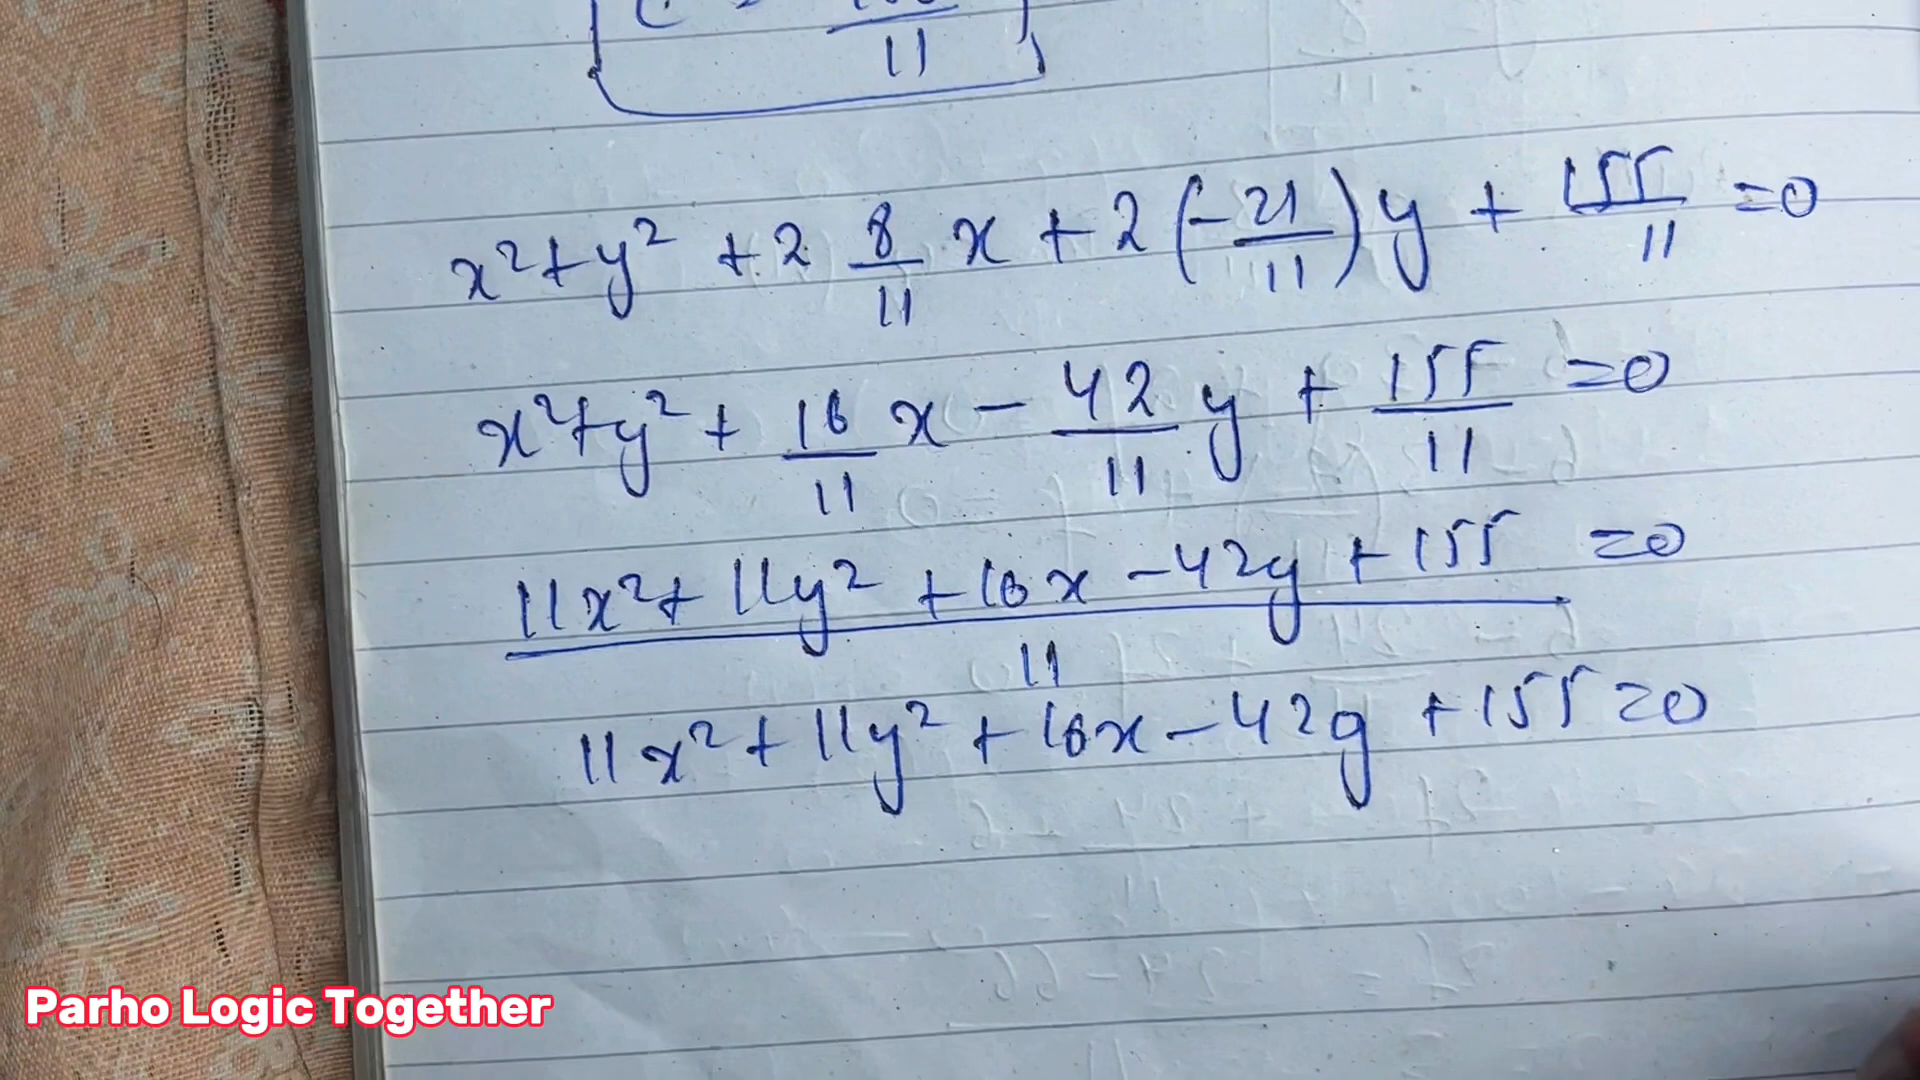 11
x² + y² + 2 8/11 x + 2 (-21/11) y + 155/11 = 0
x² + y² + 16/11 x - 42/11 y + 155/11 = 0
11x² + 11y² + 16x - 42y + 155 = 0
11
11x² + 11y² + 16x - 42y + 155 = 0
Parho Logic Together